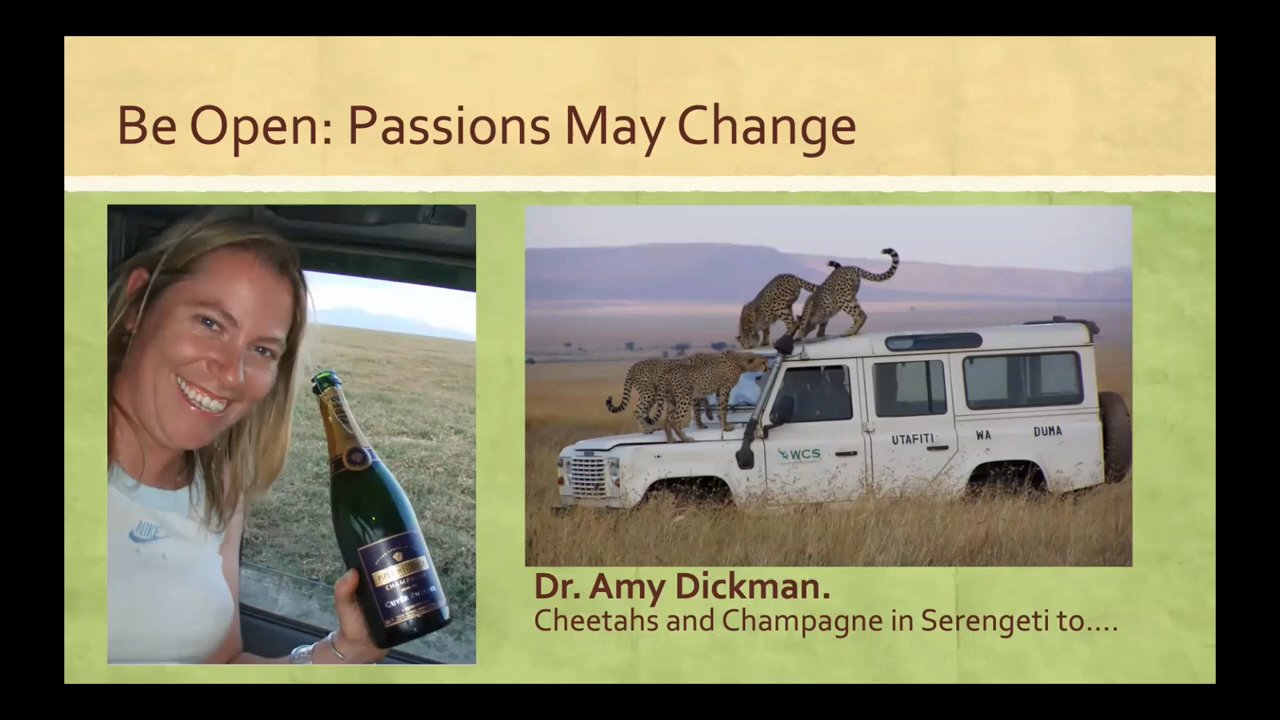 Be Open: Passions May Change
NIKE
CHAMPAGNE
WCS
UTAFITI WA DUMA
Dr. Amy Dickman.
Cheetahs and Champagne in Serengeti to....